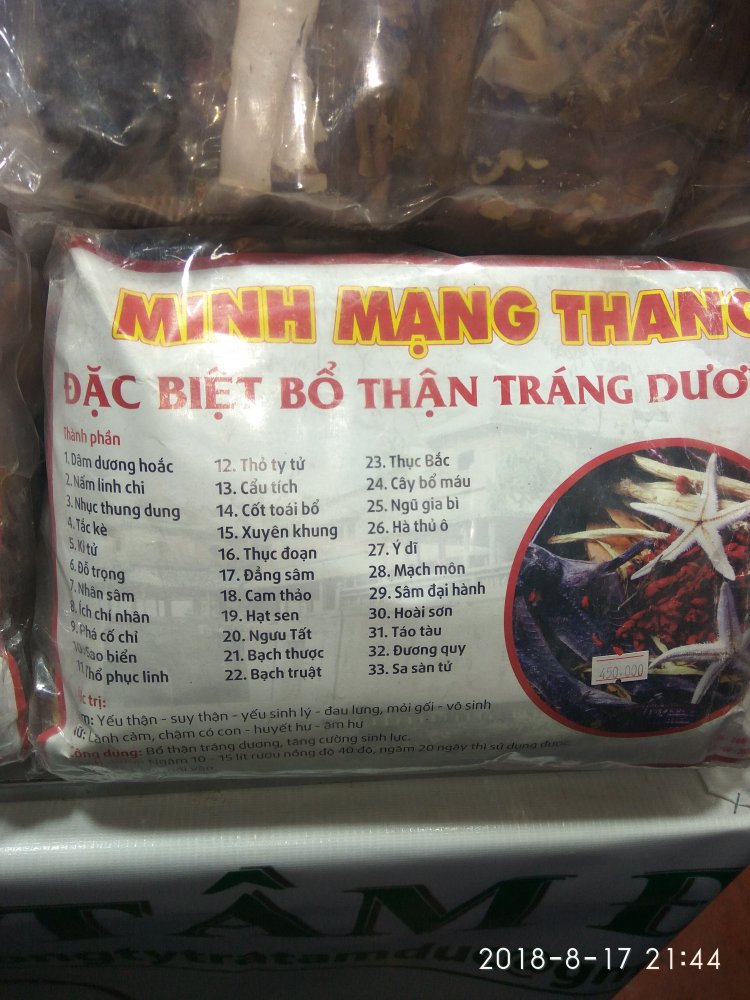 MINH MẠNG THANG
ĐẶC BIỆT BỔ THẬN TRÁNG DƯƠ
Thành phần
1. Dâm dương hoắc
2. Nấm linh chi
3. Nhục thung dung
4. Tắc kè
5. Kỉ tử
6. Đỗ trọng
7. Nhân sâm
8. Ích chí nhân
9. Phá cố chỉ
10. Sao biển
11. Thổ phục linh
12. Thỏ ty tử
13. Cẩu tích
14. Cốt toái bổ
15. Xuyên khung
16. Thục đoạn
17. Đẳng sâm
18. Cam thảo
19. Hạt sen
20. Ngưu Tất
21. Bạch thược
22. Bạch truật
23. Thục Bắc
24. Cây bổ máu
25. Ngũ gia bì
26. Hà thủ ô
27. Ý dĩ
28. Mạch môn
29. Sâm đại hành
30. Hoài sơn
31. Táo tàu
32. Đương quy
33. Sa sàn tử
450.000
trị:
Yếu thận - suy thận - yếu sinh lý - đau lưng, mỏi gối - vô sinh
Lãnh cảm, chậm có con - huyết hư - âm hư
Công dùng: Bổ thận tráng dương, tăng cường sinh lực.
Ngâm 10 - 15 lít rượu nồng độ 40 độ, ngâm 20 ngày thì sử dụng được
TÂM Đ
2018-8-17 21:44